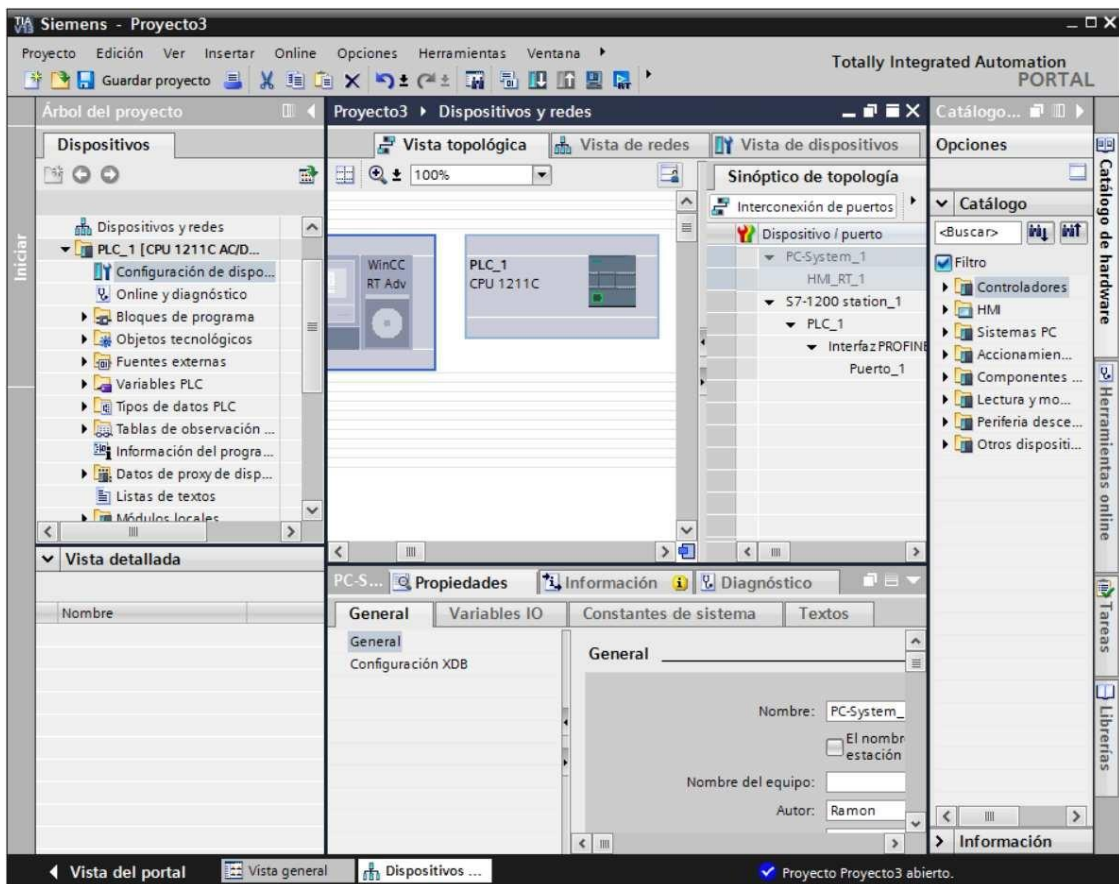 Siemens - Proyecto3
Proyecto Edición Ver Insertar Online Opciones Herramientas Ventana
Totally Integrated Automation
PORTAL
Guardar proyecto
Árbol del proyecto
Dispositivos
Iniciar
Dispositivos y redes
PLC_1 [CPU 1211C AC/D...
Configuración de dispo...
Online y diagnóstico
Bloques de programa
Objetos tecnológicos
Fuentes externas
Variables PLC
Tipos de datos PLC
Tablas de observación ...
Información del progra...
Datos de proxy de disp...
Listas de textos
Módulos locales
Vista detallada
Nombre
Proyecto3 Dispositivos y redes
Vista topológica Vista de redes Vista de dispositivos
100%
WinCC
RT Adv
PLC_1
CPU 1211C
Sinóptico de topología
Interconexión de puertos
Dispositivo / puerto
PC-System_1
HMI_RT_1
S7-1200 station_1
PLC_1
Interfaz PROFINE
Puerto_1
PC-S... Propiedades Información Diagnóstico
General Variables IO Constantes de sistema Textos
General
Configuración XDB
General
Nombre: PC-System_
El nombr
estación
Nombre del equipo:
Autor: Ramon
Catálogo...
Opciones
Catálogo
<Buscar>
Filtro
Controladores
HMI
Sistemas PC
Accionamien...
Componentes ...
Lectura y mo...
Periferia desce...
Otros dispositi...
Información
Catálogo de hardware
Herramientas online
Tareas
Librerías
Vista del portal
Vista general
Dispositivos ...
Proyecto Proyecto3 abierto.